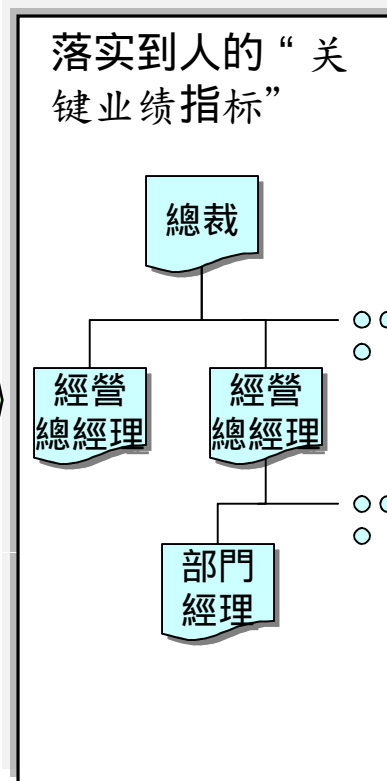 落实到人的“关
键业绩指标”
總裁
經營
總經理
經營
總經理
部門
經理